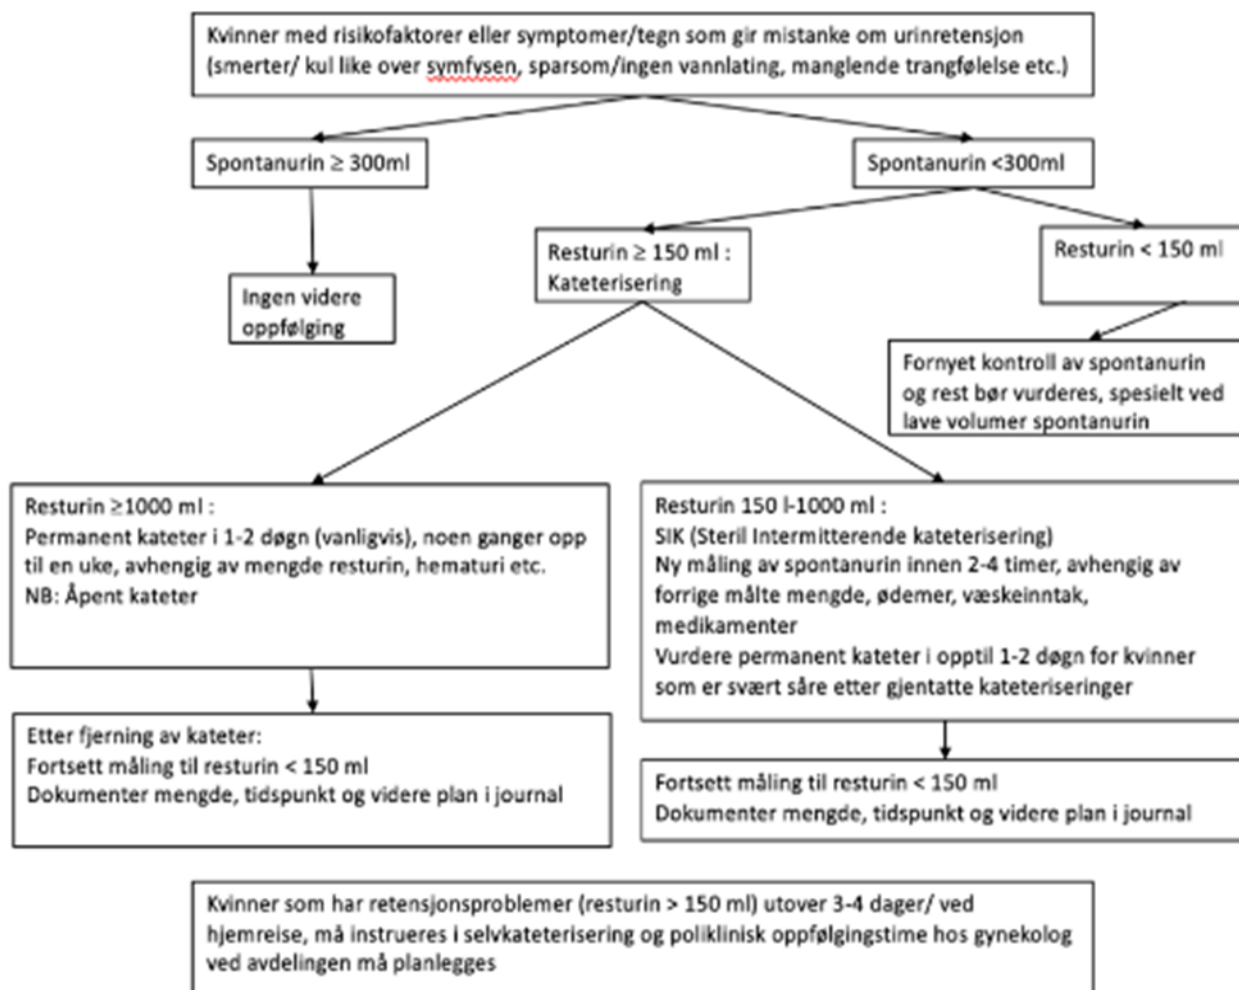 Kvinner med risikofaktorer eller symptomer/tegn som gir mistanke om urinretensjon
(smerter/ kul like over symfysen, sparsom/ingen vannlating, manglende trangfølelse etc.)
Spontanurin ≥ 300ml
Spontanurin <300ml
Resturin ≥ 150 ml :
Kateterisering
Resturin < 150 ml
Ingen videre
oppfølging
Fornyet kontroll av spontanurin
og rest bør vurderes, spesielt ved
lave volumer spontanurin
Resturin ≥1000 ml :
Permanent kateter i 1-2 døgn (vanligvis), noen ganger opp
til en uke, avhengig av mengde resturin, hematuri etc.
NB: Åpent kateter
Resturin 150 l-1000 ml :
SIK (Steril Intermitterende kateterisering)
Ny måling av spontanurin innen 2-4 timer, avhengig av
forrige målte mengde, ødemer, væskeinntak,
medikamenter
Vurdere permanent kateter i opptil 1-2 døgn for kvinner
som er svært såre etter gjentatte kateteriseringer
Etter fjerning av kateter:
Fortsett måling til resturin < 150 ml
Dokumenter mengde, tidspunkt og videre plan i journal
Fortsett måling til resturin < 150 ml
Dokumenter mengde, tidspunkt og videre plan i journal
Kvinner som har retensjonsproblemer (resturin > 150 ml) utover 3-4 dager/ ved
hjemreise, må instrueres i selvkateterisering og poliklinisk oppfølgingstime hos gynekolog
ved avdelingen må planlegges